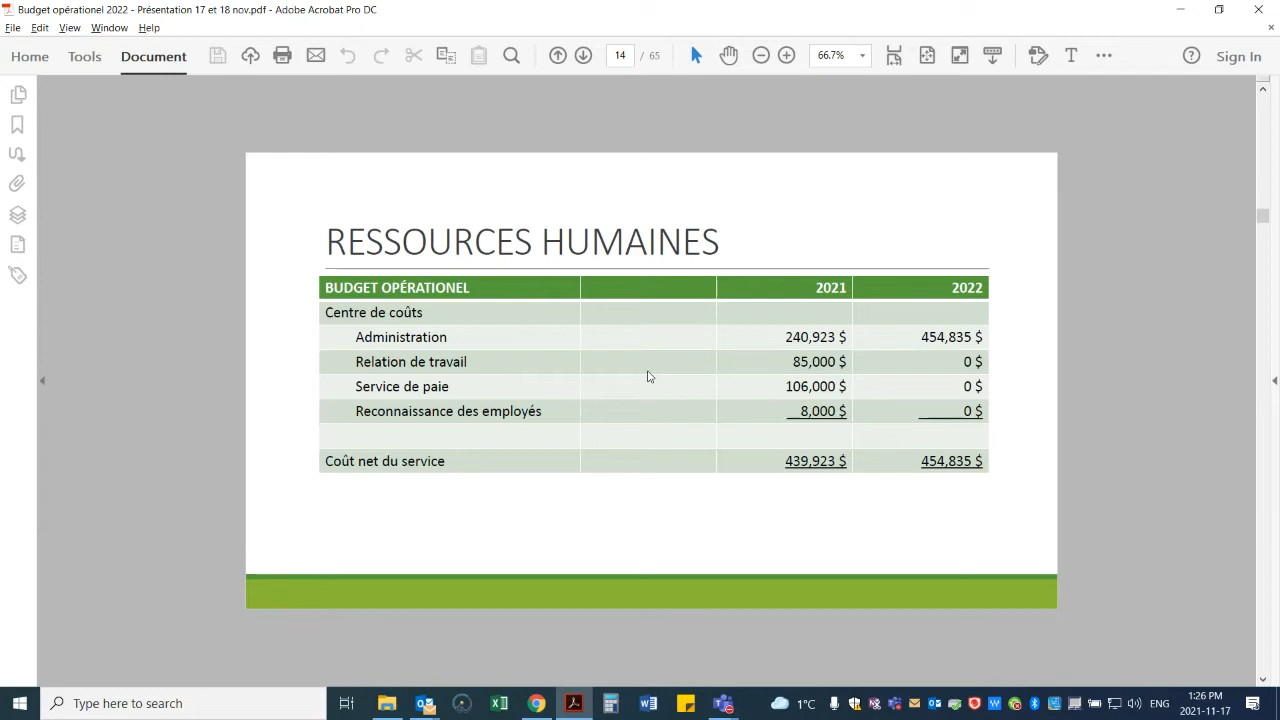 Budget opérationel 2022 - Présentation 17 et 18 nov.pdf - Adobe Acrobat Pro DC
File Edit View Window Help
Home Tools Document 14 / 65 66.7% Sign In
RESSOURCES HUMAINES
BUDGET OPÉRATIONEL 2021 2022
Centre de coûts
Administration 240,923 $ 454,835 $
Relation de travail 85,000 $ 0 $
Service de paie 106,000 $ 0 $
Reconnaissance des employés 8,000 $ 0 $
Coût net du service 439,923 $ 454,835 $
Type here to search 1°C ENG 1:26 PM
2021-11-17